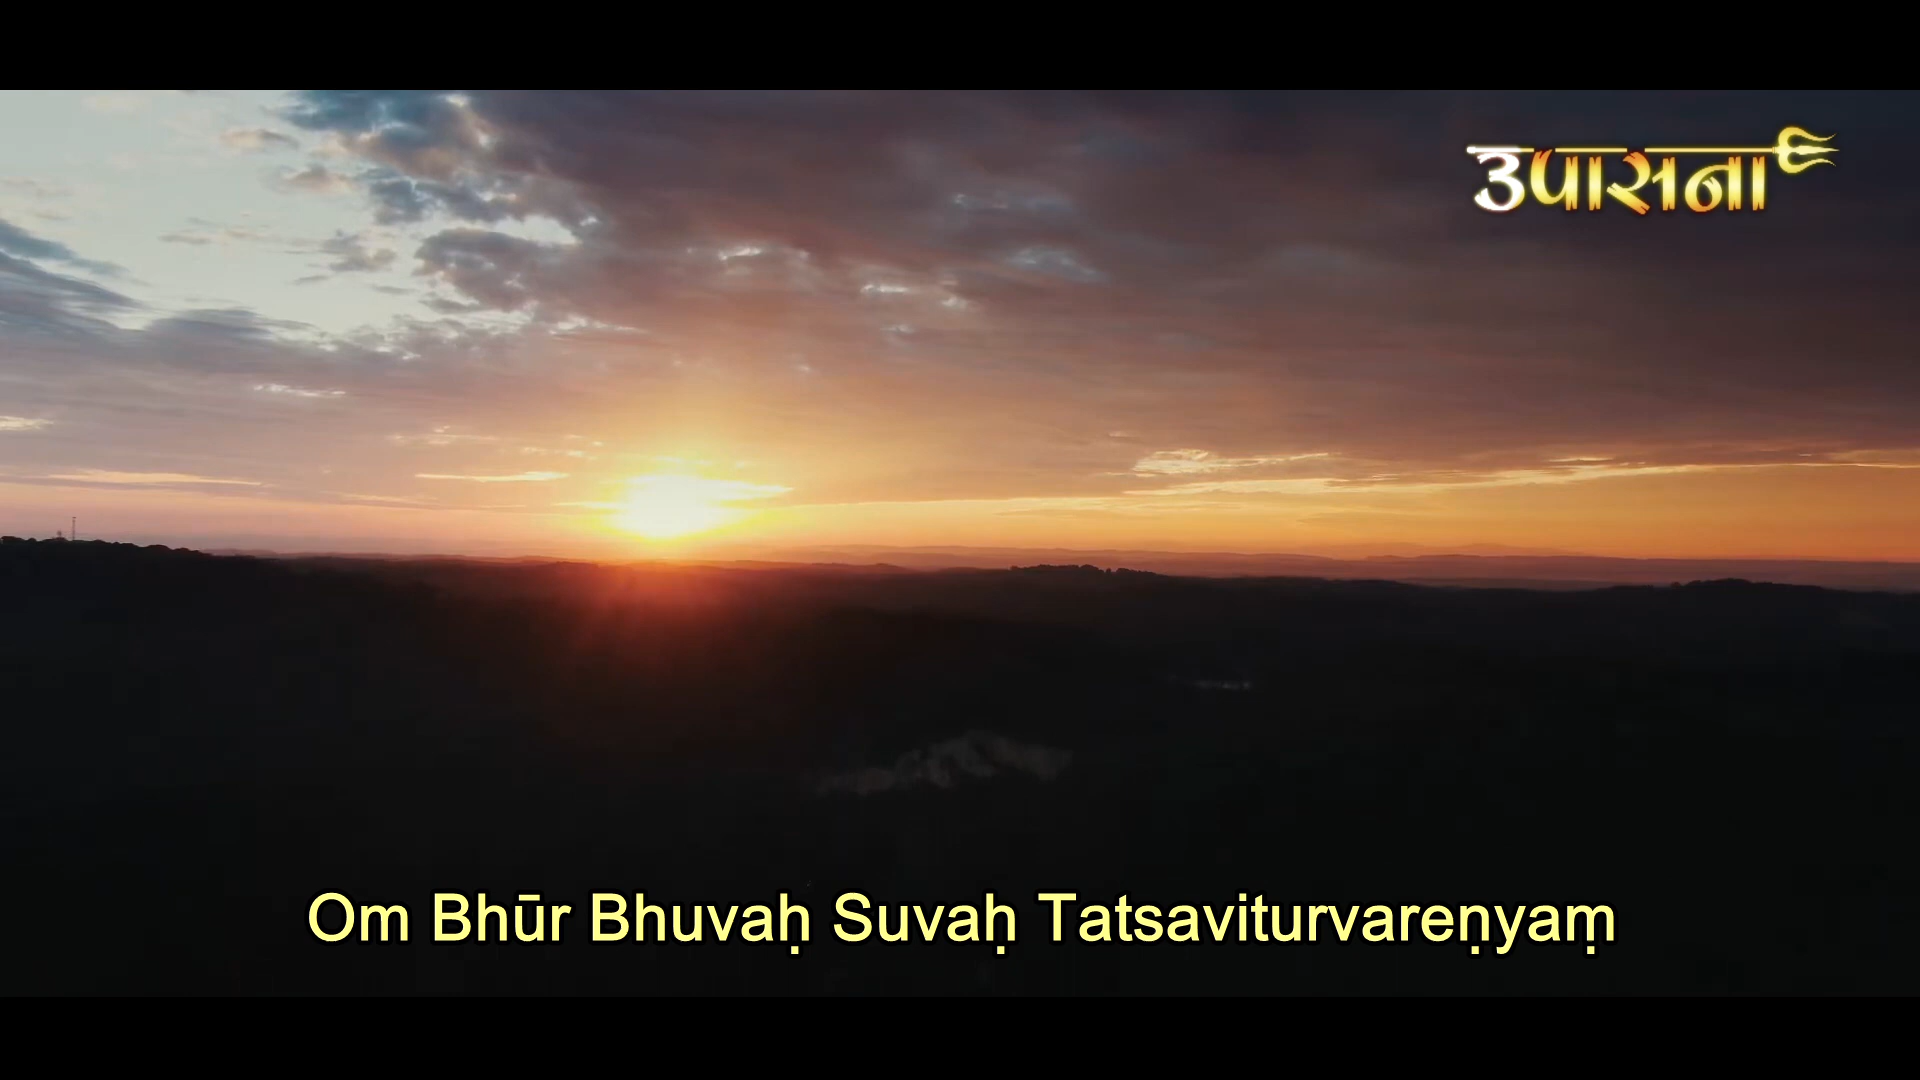 उपासना
Om Bhūr Bhuvaḥ Suvaḥ Tatsaviturvareṇyaṃ